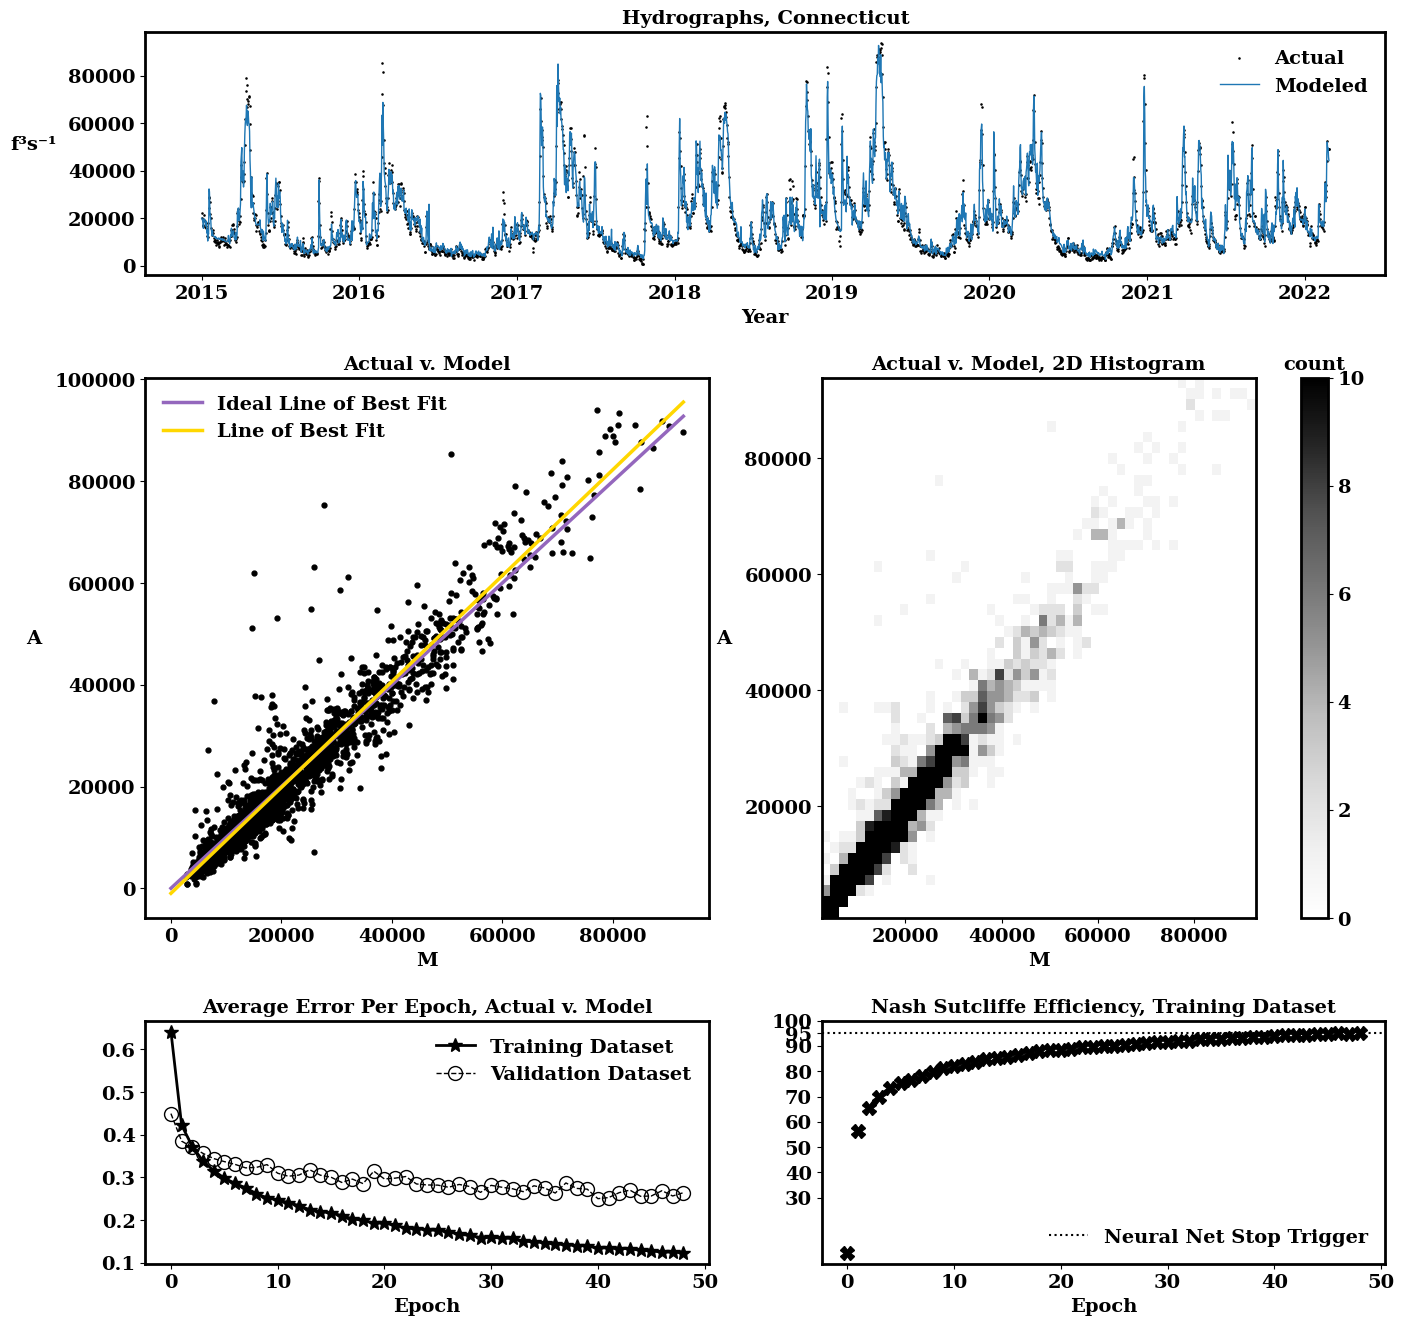 Hydrographs, Connecticut
80000
60000
40000
20000
0
f³s⁻¹
Actual
Modeled
2015 2016 2017 2018 2019 2020 2021 2022
Year
Actual v. Model
100000
80000
60000
40000
20000
0
A
Ideal Line of Best Fit
Line of Best Fit
0 20000 40000 60000 80000
M
Actual v. Model, 2D Histogram
80000
60000
40000
20000
A
20000 40000 60000 80000
M
count
10
8
6
4
2
0
Average Error Per Epoch, Actual v. Model
0.6
0.5
0.4
0.3
0.2
0.1
Training Dataset
Validation Dataset
0 10 20 30 40 50
Epoch
Nash Sutcliffe Efficiency, Training Dataset
100
95
90
80
70
60
50
40
30
Neural Net Stop Trigger
0 10 20 30 40 50
Epoch